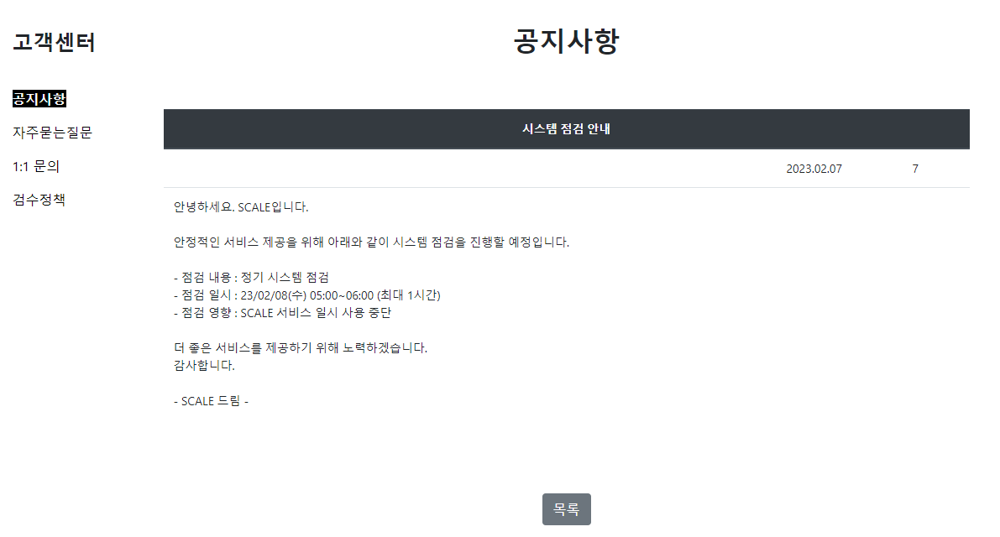 고객센터
공지사항
자주묻는질문
1:1 문의
검수정책
공지사항
시스템 점검 안내
2023.02.07 7
안녕하세요. SCALE입니다.
안정적인 서비스 제공을 위해 아래와 같이 시스템 점검을 진행할 예정입니다.
- 점검 내용 : 정기 시스템 점검
- 점검 일시 : 23/02/08(수) 05:00~06:00 (최대 1시간)
- 점검 영향 : SCALE 서비스 일시 사용 중단
더 좋은 서비스를 제공하기 위해 노력하겠습니다.
감사합니다.
- SCALE 드림 -
목록